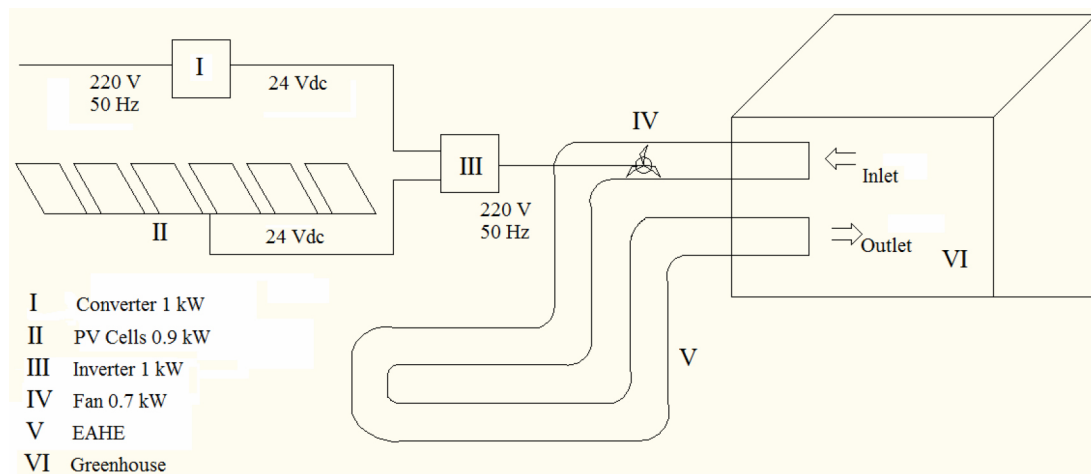 I
220 V
50 Hz
24 Vdc
IV
III
Inlet
220 V
50 Hz
II
24 Vdc
Outlet
VI
I Converter 1 kW
II PV Cells 0.9 kW
III Inverter 1 kW
IV Fan 0.7 kW
V EAHE
VI Greenhouse
V